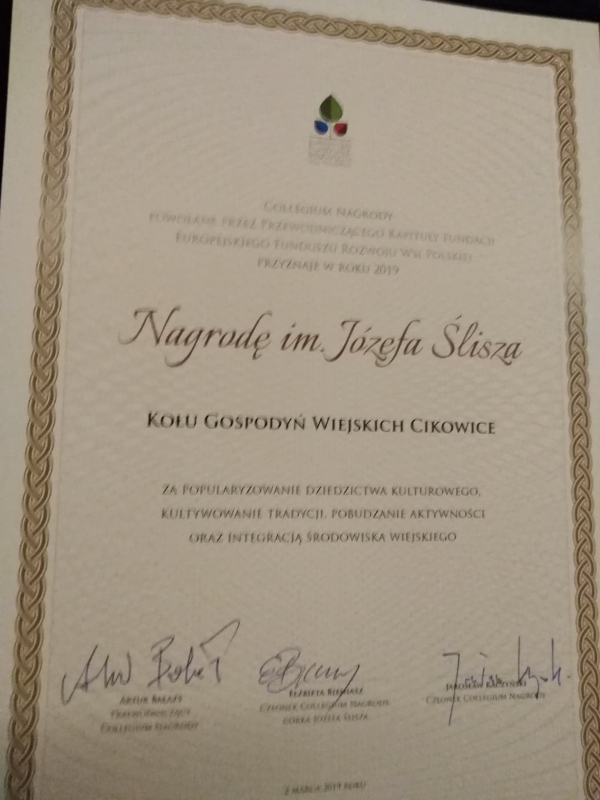 Collegium Nagrody
powołane przez Przewodniczącego Kapituły Fundacji
Europejskiego Funduszu Rozwoju Wsi Polskiej
przyznaje w roku 2019
Nagrodę im. Józefa Ślisza
Kołu Gospodyń Wiejskich Cikowice
za popularyzowanie dziedzictwa kulturowego,
kultywowanie tradycji, pobudzanie aktywności
oraz integrację środowiska wiejskiego
Artur Balazs
Przewodniczący
Collegium Nagrody
Elżbieta
Członek Collegium Nagrody
córka Józefa Ślisza
Jarosław
Członek Collegium Nagrody
2 marca 2019 roku